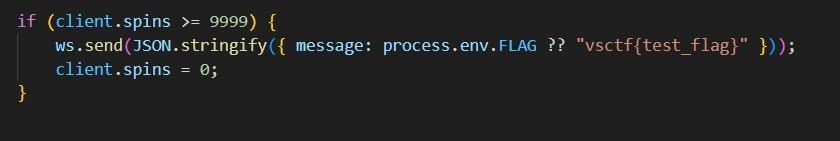 if (client.spins >= 9999) {
    ws.send(JSON.stringify({ message: process.env.FLAG ?? "vsctf{test_flag}" }));
    client.spins = 0;
}